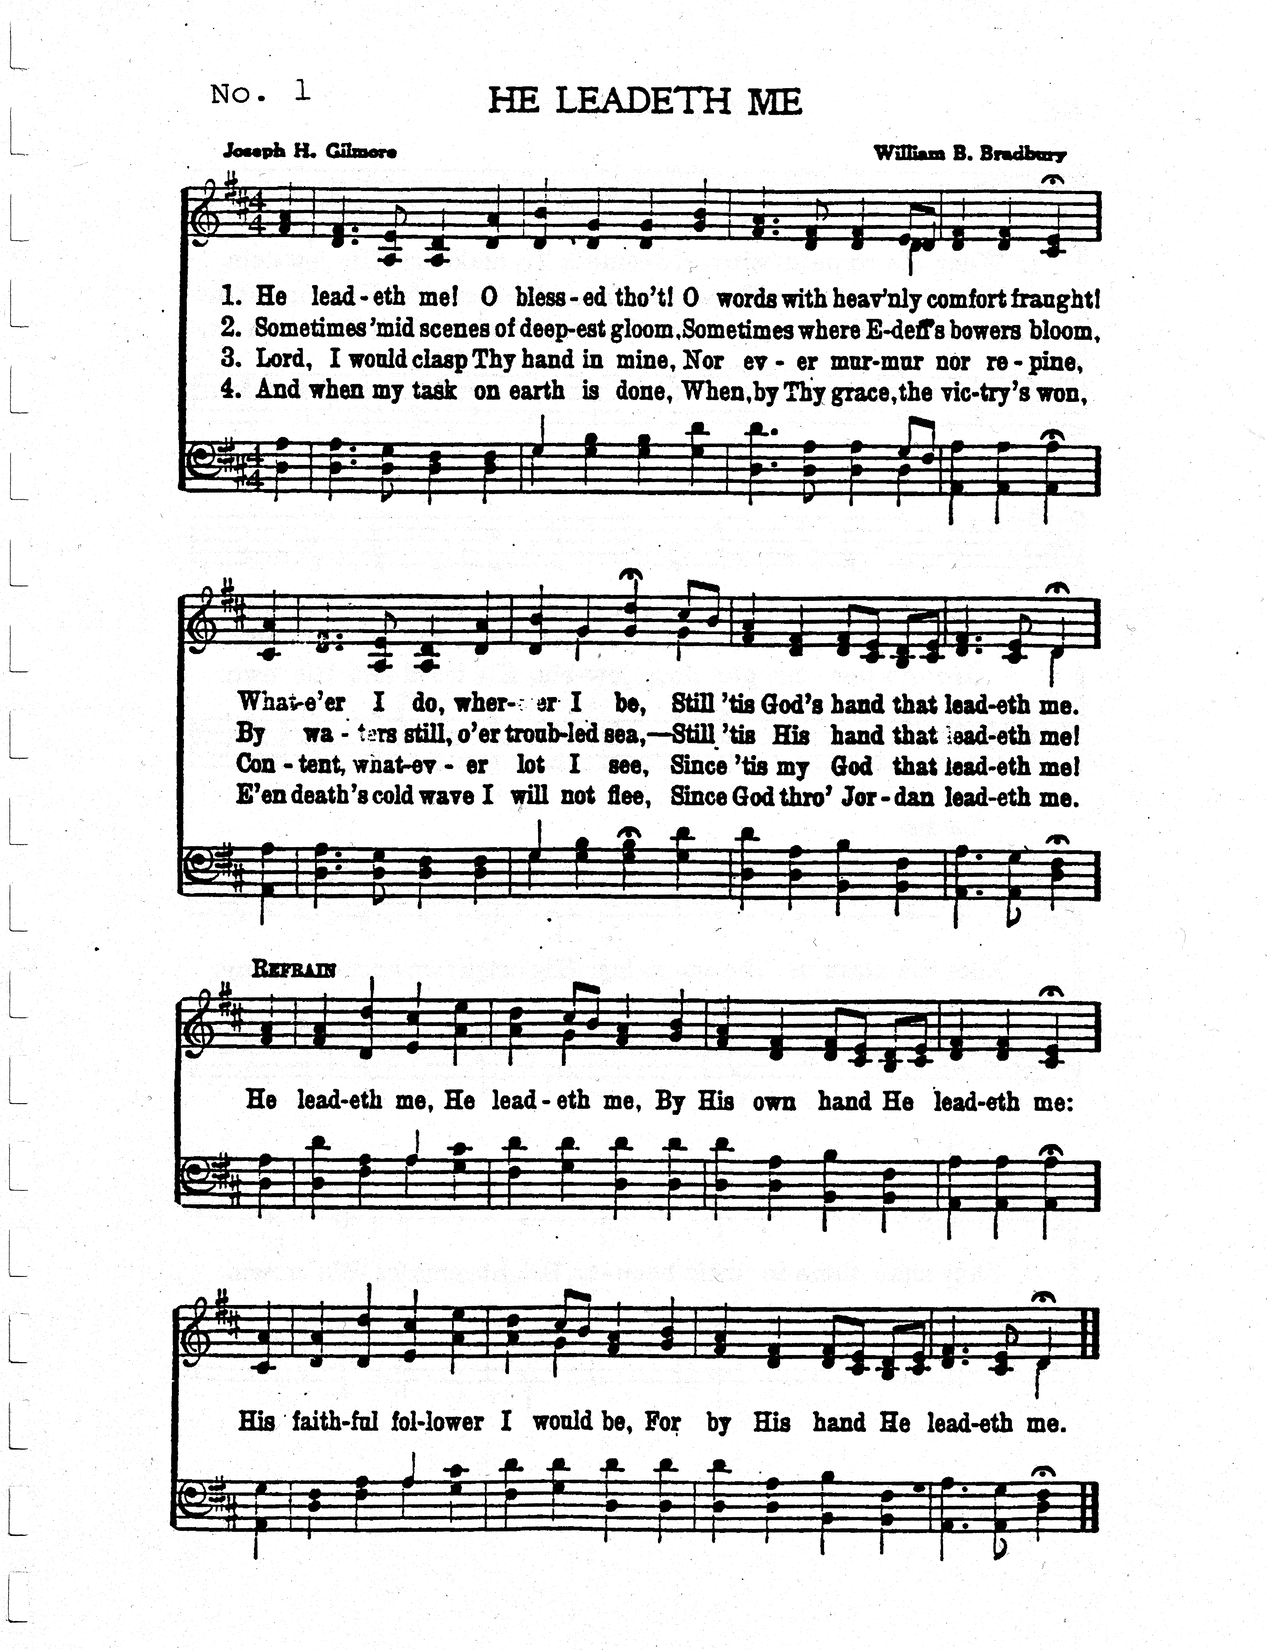 No. 1
HE LEADETH ME
Joseph H. Gilmore
William B. Bradbury
1. He lead-eth me! O bless-ed tho't! O words with heav'nly comfort fraught!
2. Sometimes 'mid scenes of deep-est gloom, Sometimes where E-den's bowers bloom,
3. Lord, I would clasp Thy hand in mine, Nor ev-er mur-mur nor re-pine,
4. And when my task on earth is done, When, by Thy grace, the vic-try's won,
What-e'er I do, wher-e'er I be, Still 'tis God's hand that lead-eth me.
By wa-ters still, o'er troub-led sea,—Still 'tis His hand that lead-eth me!
Con-tent, what-ev-er lot I see, Since 'tis my God that lead-eth me!
E'en death's cold wave I will not flee, Since God thro' Jor-dan lead-eth me.
REFRAIN
He lead-eth me, He lead-eth me, By His own hand He lead-eth me:
His faith-ful fol-lower I would be, For by His hand He lead-eth me.